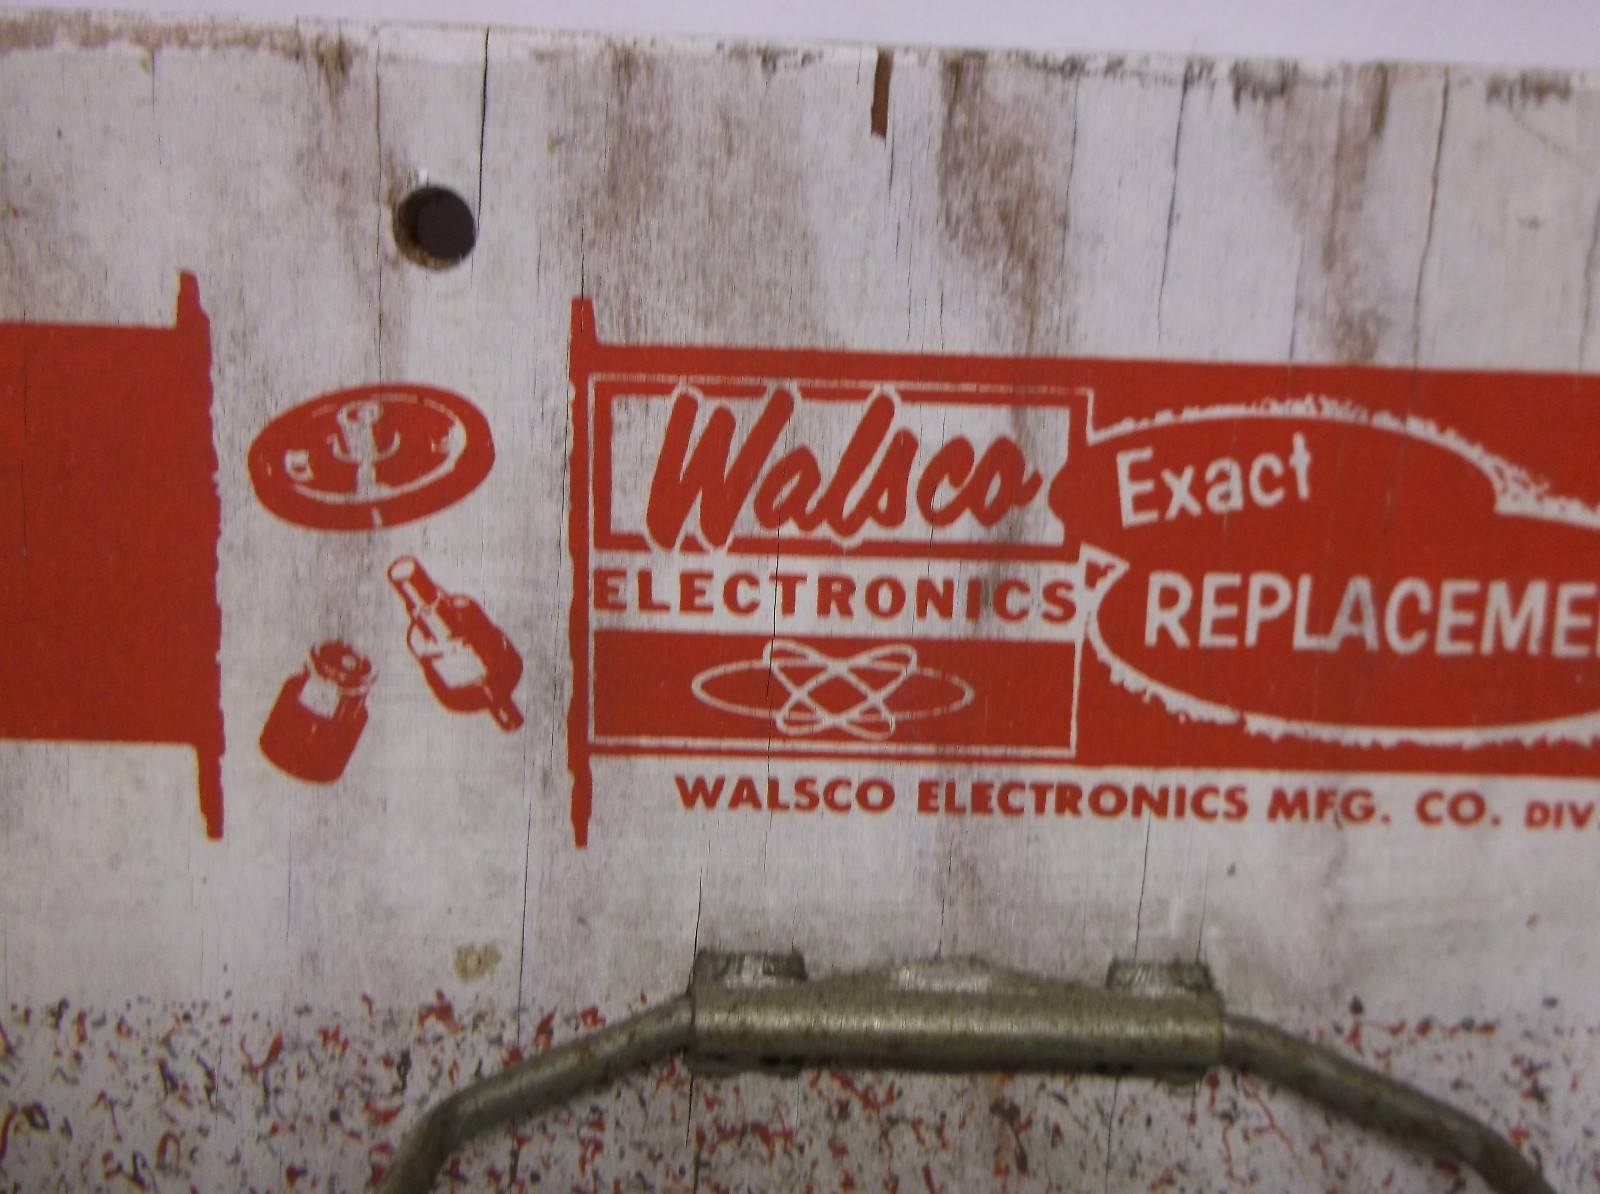 Walsco
ELECTRONICS
Exact
REPLACEME
WALSCO ELECTRONICS MFG. CO. DIV.